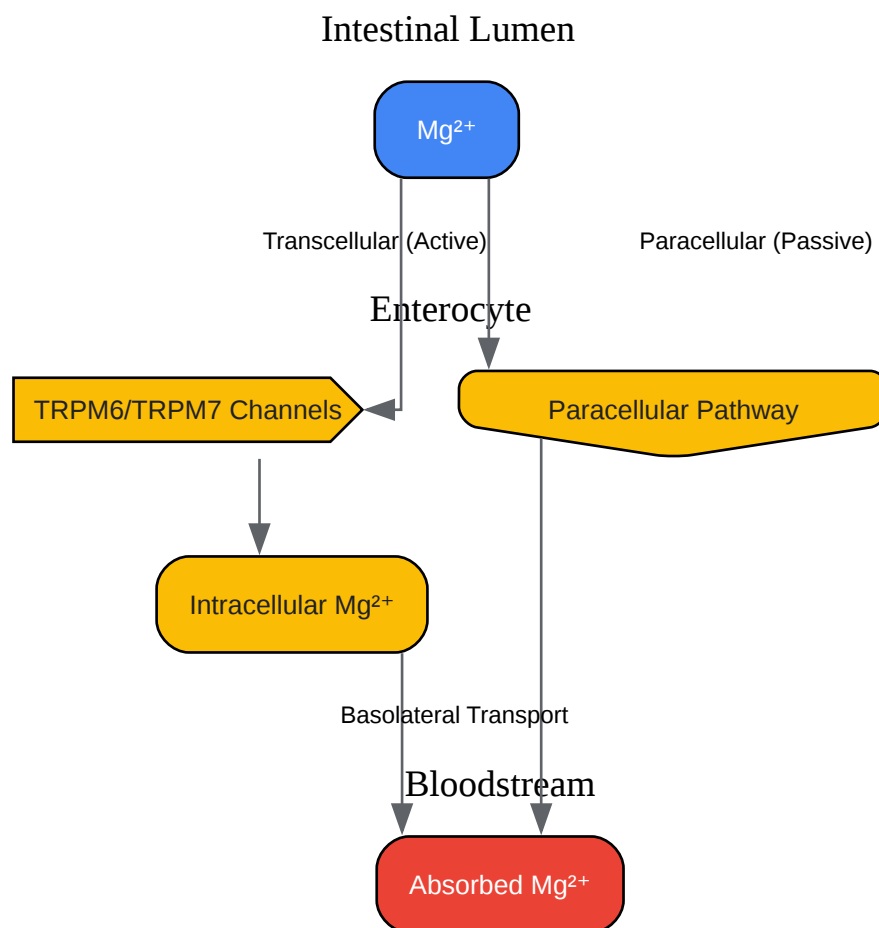 Intestinal Lumen
Mg²⁺
Transcellular (Active)
Paracellular (Passive)
Enterocyte
TRPM6/TRPM7 Channels
Paracellular Pathway
Intracellular Mg²⁺
Basolateral Transport
Bloodstream
Absorbed Mg²⁺